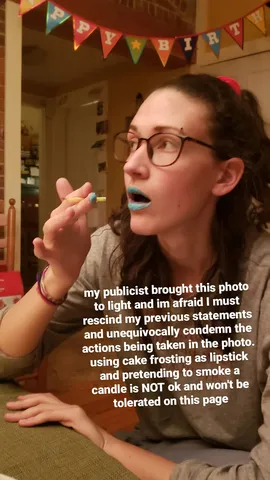 PPY BIRTH
my publicist brought this photo
to light and im afraid I must
rescind my previous statements
and unequivocally condemn the
actions being taken in the photo.
using cake frosting as lipstick
and pretending to smoke a
candle is NOT ok and won't be
tolerated on this page